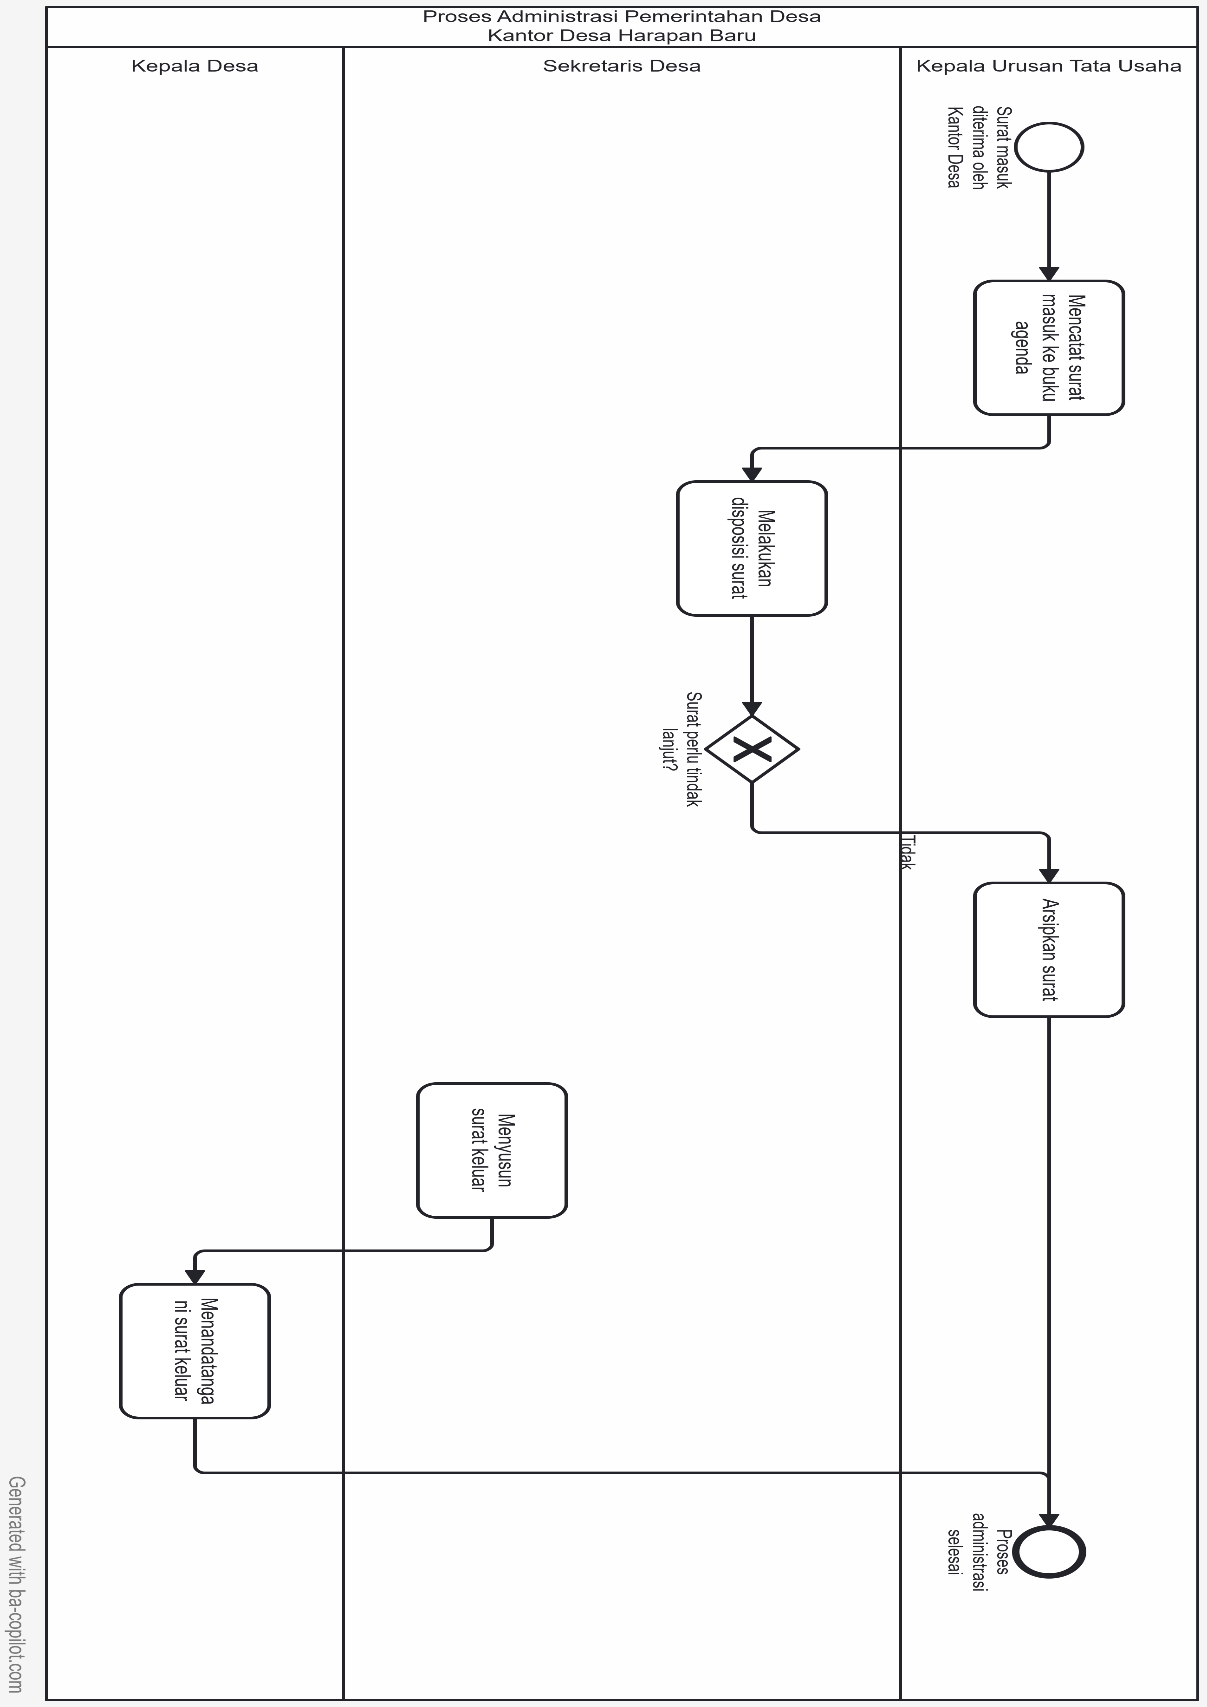 Proses Administrasi Pemerintahan Desa
Kantor Desa Harapan Baru
Kepala Desa
Sekretaris Desa
Kepala Urusan Tata Usaha
Surat masuk
diterima oleh
Kantor Desa
Mencatat surat
masuk ke buku
agenda
Melakukan
disposisi surat
Surat perlu tindak
lanjut?
Tidak
Arsipkan surat
Menyusun
surat keluar
Menandatanga
ni surat keluar
Proses
administrasi
selesai
Generated with ba-copilot.com